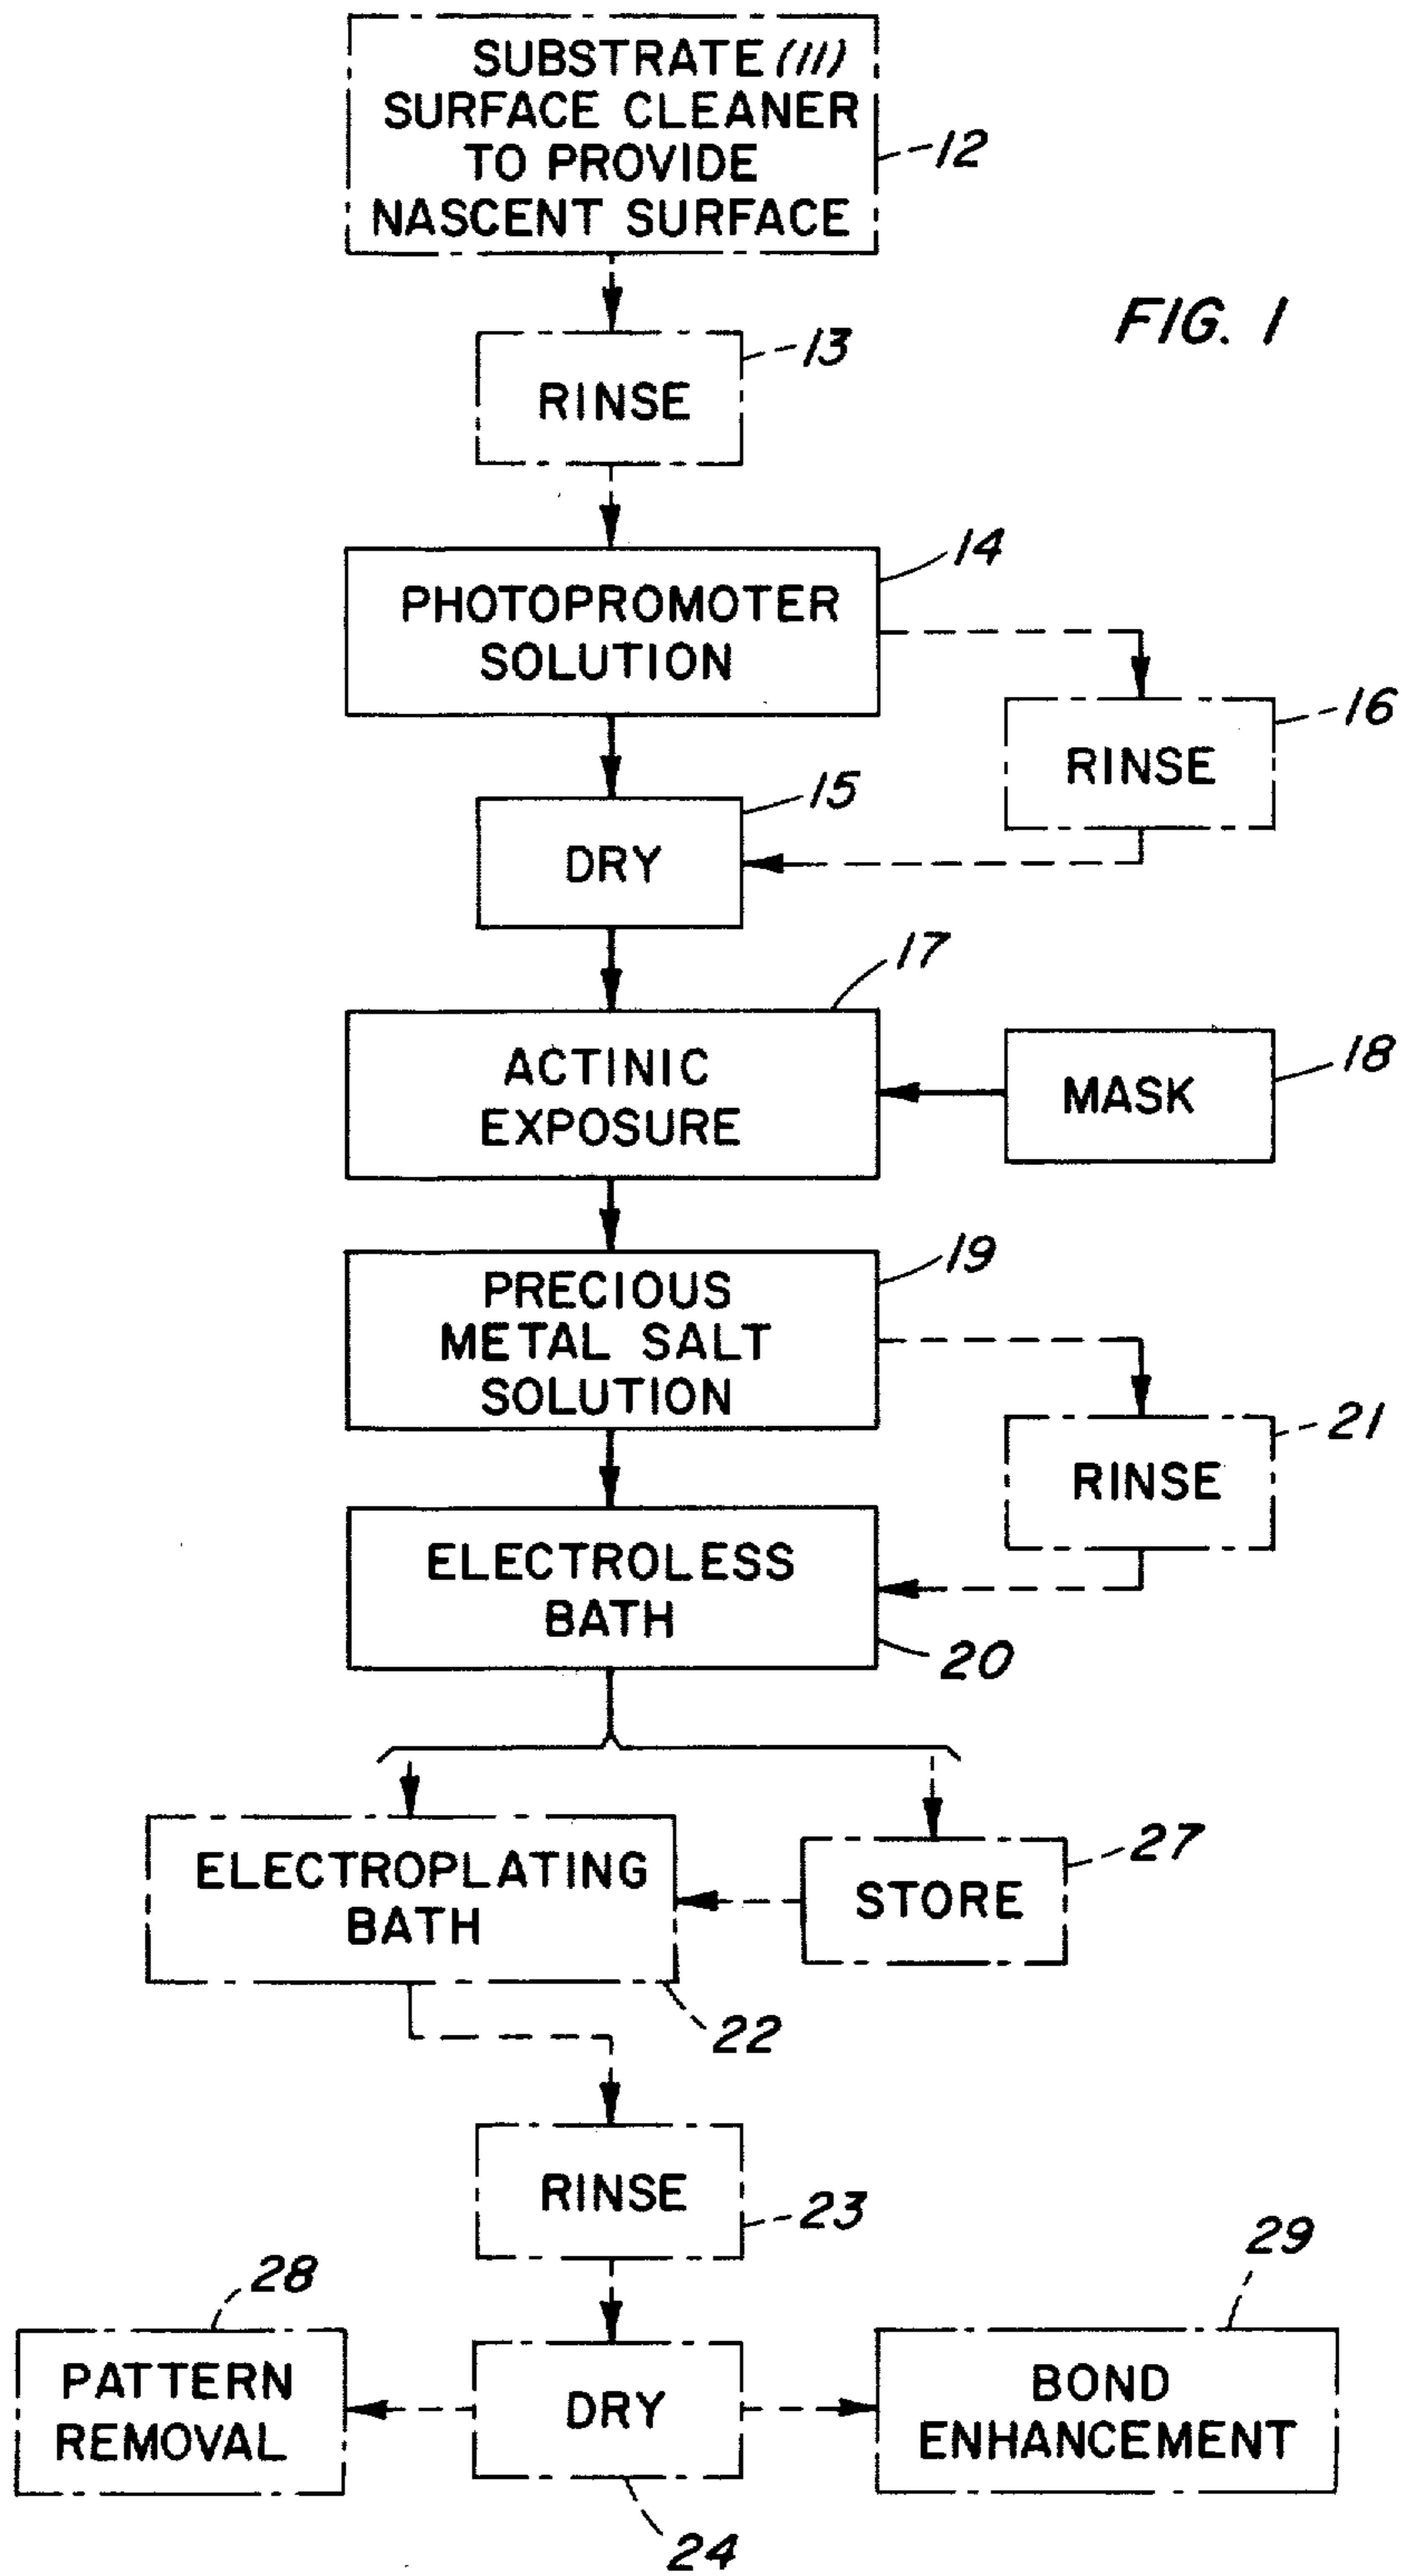 SUBSTRATE (11)
SURFACE CLEANER
TO PROVIDE
NASCENT SURFACE
12
FIG. 1
13
RINSE
14
PHOTOPROMOTER
SOLUTION
16
RINSE
15
DRY
17
ACTINIC
EXPOSURE
18
MASK
19
PRECIOUS
METAL SALT
SOLUTION
21
RINSE
ELECTROLESS
BATH
20
ELECTROPLATING
BATH
22
27
STORE
RINSE
23
28
PATTERN
REMOVAL
DRY
24
29
BOND
ENHANCEMENT